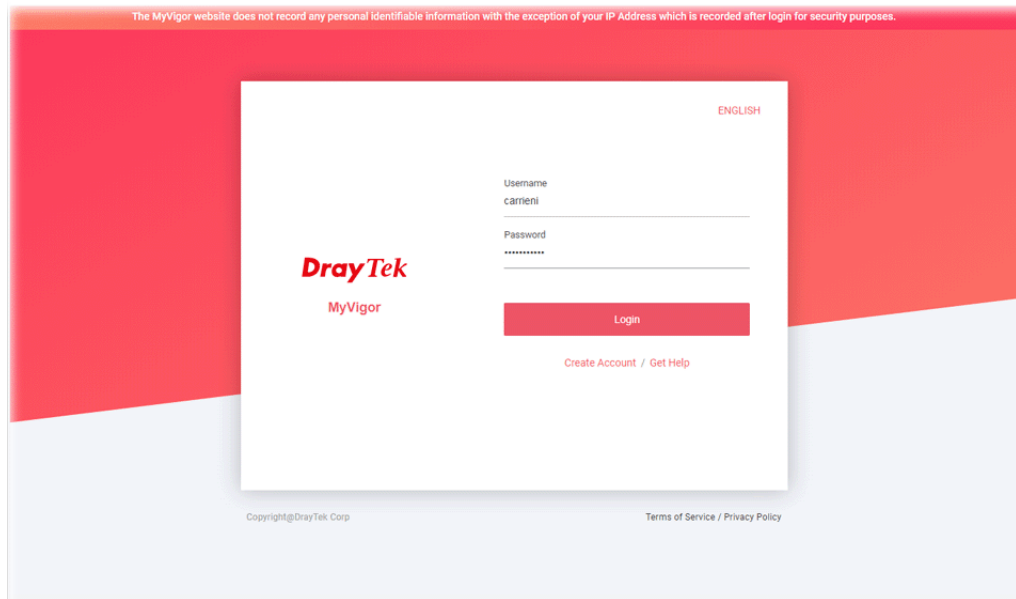 The MyVigor website does not record any personal identifiable information with the exception of your IP Address which is recorded after login for security purposes.
ENGLISH
Username
carrieni
Password
•••••••••••
DrayTek
MyVigor
Login
Create Account / Get Help
Copyright@DrayTek Corp
Terms of Service / Privacy Policy